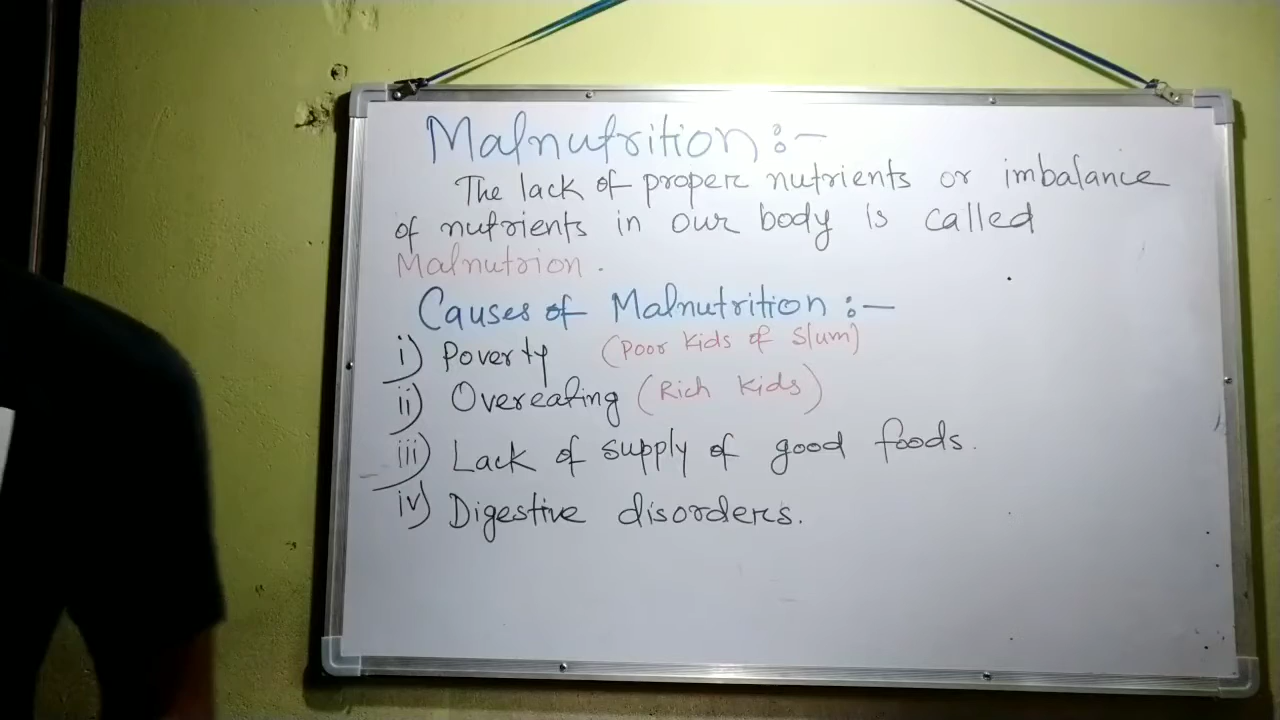 Malnutrition :-
The lack of proper nutrients or imbalance
of nutrients in our body is called
Malnutrion .
Causes of Malnutrition :-
i) Poverty (Poor Kids of Slum)
ii) Overeating (Rich Kids)
iii) Lack of supply of good foods.
iv) Digestive disorders.